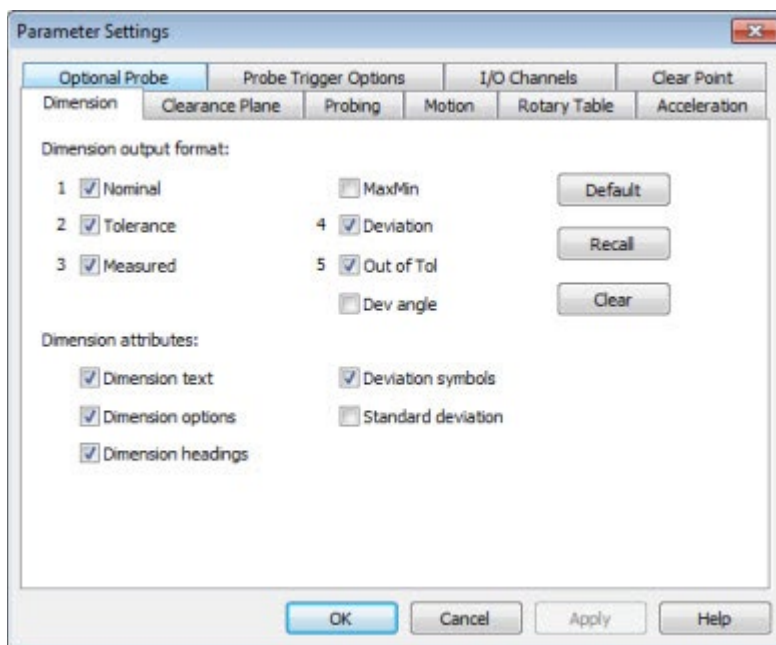 Parameter Settings
Optional Probe Probe Trigger Options I/O Channels Clear Point
Dimension Clearance Plane Probing Motion Rotary Table Acceleration
Dimension output format:
1 Nominal MaxMin Default
2 Tolerance 4 Deviation
Recall
3 Measured 5 Out of Tol
Dev angle Clear
Dimension attributes:
Dimension text Deviation symbols
Dimension options Standard deviation
Dimension headings
OK Cancel Apply Help